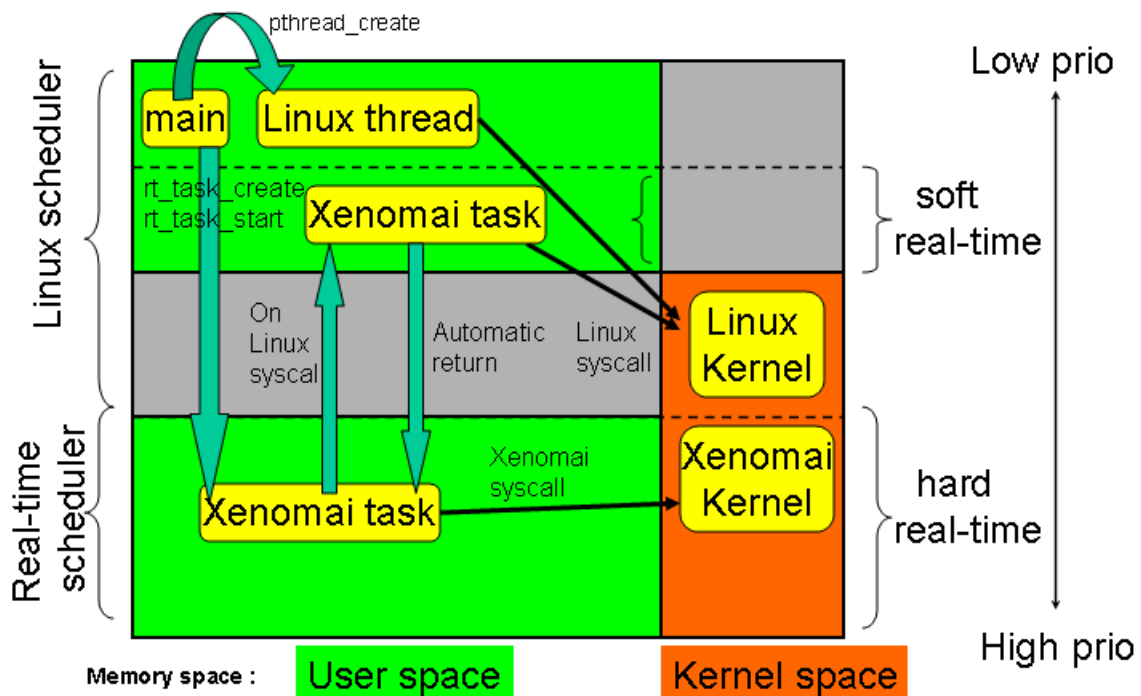 pthread_create
Low prio
main
Linux thread
Linux scheduler
rt_task_create
rt_task_start
Xenomai task
soft
real-time
On
Linux
syscal
Automatic
return
Linux
syscall
Linux
Kernel
Real-time
scheduler
Xenomai
syscall
Xenomai
Kernel
Xenomai task
hard
real-time
High prio
Memory space :
User space
Kernel space